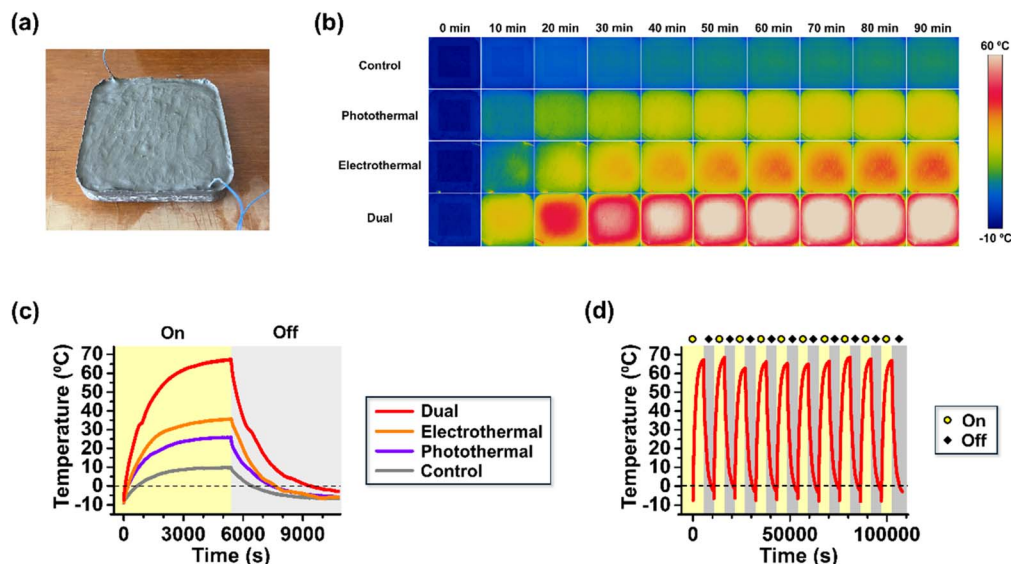 (a)
(b)
0 min 10 min 20 min 30 min 40 min 50 min 60 min 70 min 80 min 90 min
Control
Photothermal
Electrothermal
Dual
60 ºC
-10 ºC
(c)
On Off
Temperature (ºC)
70
60
50
40
30
20
10
0
-10
0 3000 6000 9000
Time (s)
Dual
Electrothermal
Photothermal
Control
(d)
Temperature (ºC)
70
60
50
40
30
20
10
0
-10
0 50000 100000
Time (s)
On
Off